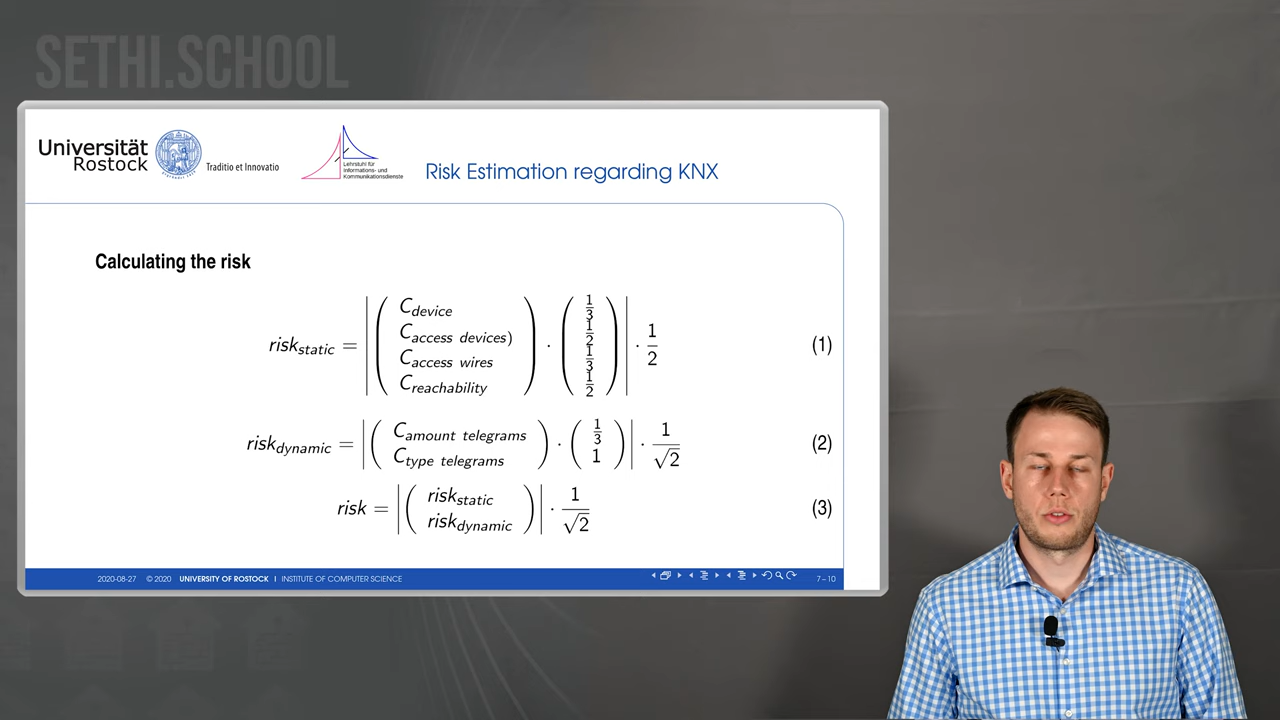 SETHI.SCHOOL
Universität
Rostock
Traditio et Innovatio
Lehrstuhl für
Informations- und
Kommunikationsdienste
Risk Estimation regarding KNX
Calculating the risk
risk_static = |( C_device C_access devices) C_access wires C_reachability ) · ( 1/3 1/2 1/3 1/2 )| · 1/2 (1)
risk_dynamic = |( C_amount telegrams C_type telegrams ) · ( 1/3 1 )| · 1/√2 (2)
risk = |( risk_static risk_dynamic )| · 1/√2 (3)
2020-08-27 © 2020 UNIVERSITY OF ROSTOCK | INSTITUTE OF COMPUTER SCIENCE 7 – 10